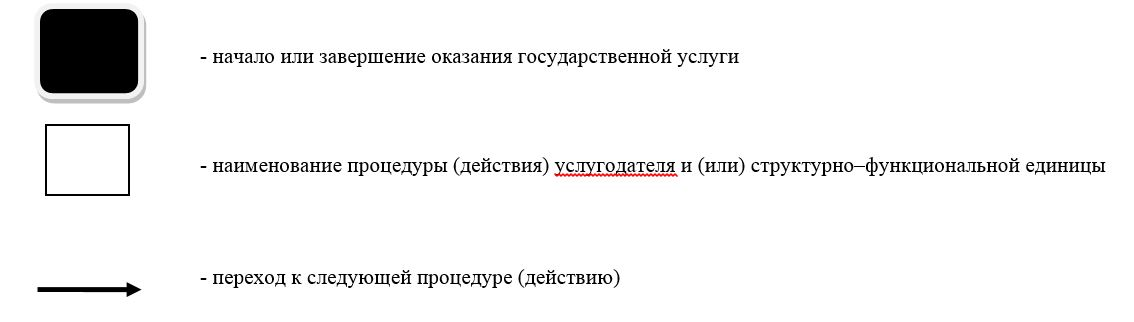 - начало или завершение оказания государственной услуги
- наименование процедуры (действия) услугодателя и (или) структурно–функциональной единицы
- переход к следующей процедуре (действию)